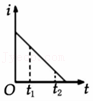 i
O t₁ t₂ t